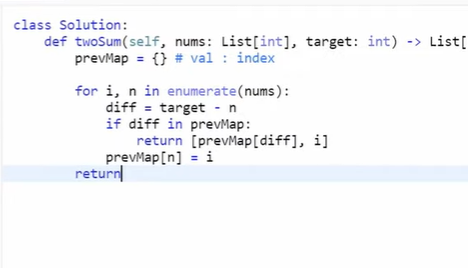 class Solution:
    def twoSum(self, nums: List[int], target: int) -> List[
        prevMap = {} # val : index

        for i, n in enumerate(nums):
            diff = target - n
            if diff in prevMap:
                return [prevMap[diff], i]
            prevMap[n] = i
        return